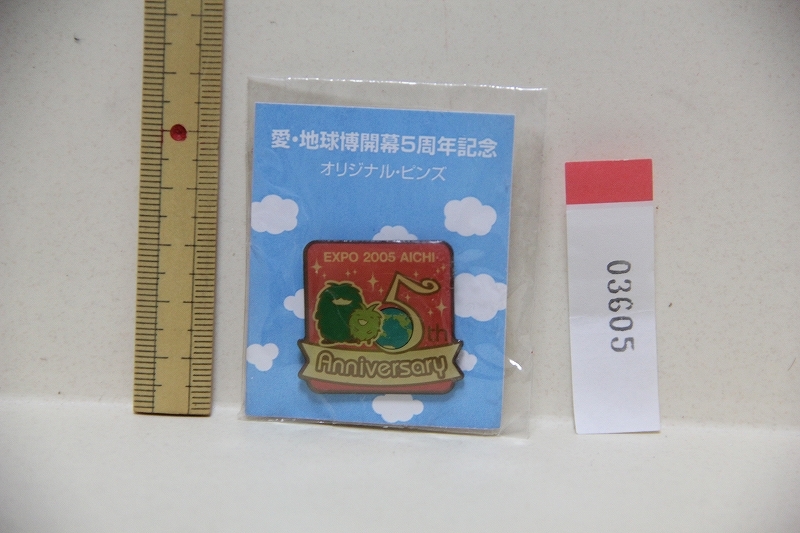 愛・地球博開幕5周年記念
オリジナル・ピンズ
EXPO 2005 AICHI
5th
Anniversary
03605